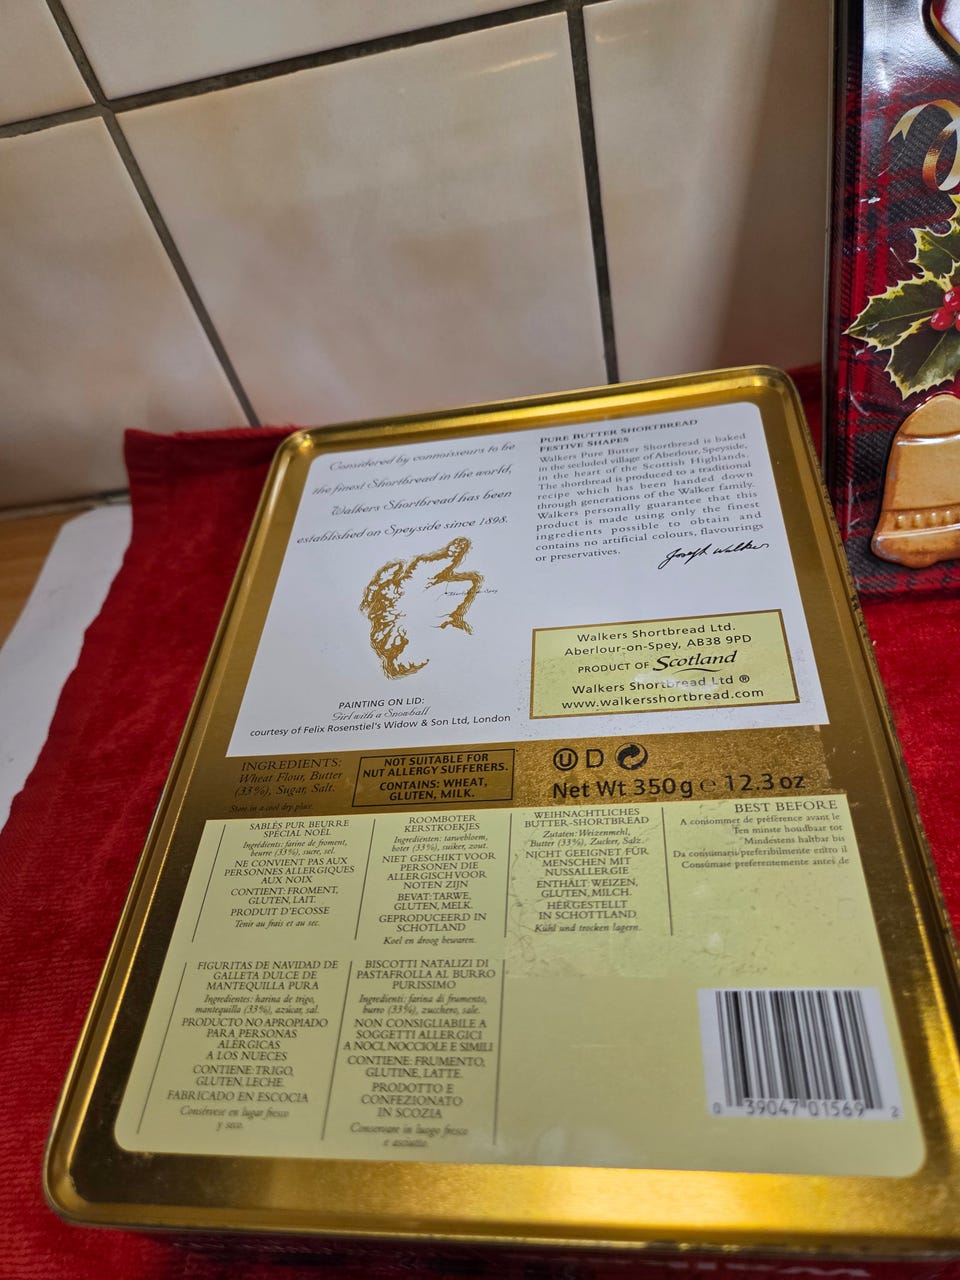 Considered by connoisseurs to be
the finest Shortbread in the world,
Walkers Shortbread has been
established on Speyside since 1898.
PAINTING ON LID:
Girl with a Snowball
courtesy of Felix Rosenstiel's Widow & Son Ltd, London
PURE BUTTER SHORTBREAD
FESTIVE SHAPES
Walkers Pure Butter Shortbread is baked
in the secluded village of Aberlour, Speyside,
in the heart of the Scottish Highlands.
The shortbread is produced to a traditional
recipe which has been handed down
through generations of the Walker family.
Walkers personally guarantee that this
product is made using only the finest
ingredients possible to obtain and
contains no artificial colours, flavourings
or preservatives.
Joseph Walker
Walkers Shortbread Ltd.
Aberlour-on-Spey, AB38 9PD
PRODUCT OF Scotland
Walkers Shortbread Ltd ®
www.walkersshortbread.com
INGREDIENTS:
Wheat Flour, Butter
(33%), Sugar, Salt.
Store in a cool dry place.
NOT SUITABLE FOR
NUT ALLERGY SUFFERERS.
CONTAINS: WHEAT,
GLUTEN, MILK.
U D
Net Wt 350g e 12.3 oz
SABLÉS PUR BEURRE
SPÉCIAL NOËL
Ingrédients: farine de froment,
beurre (33%), sucre, sel.
NE CONVIENT PAS AUX
PERSONNES ALLERGIQUES
AUX NOIX
CONTIENT: FROMENT,
GLUTEN, LAIT.
PRODUIT D'ECOSSE
Tenir au frais et au sec.
ROOMBOTER
KERSTKOEKJES
Ingrediënten: tarwebloem,
boter (33%), suiker, zout.
NIET GESCHIKT VOOR
PERSONEN DIE
ALLERGISCH VOOR
NOTEN ZIJN
BEVAT: TARWE,
GLUTEN, MELK.
GEPRODUCEERD IN
SCHOTLAND
Koel en droog bewaren.
WEIHNACHTLICHES
BUTTER-SHORTBREAD
Zutaten: Weizenmehl,
Butter (33%), Zucker, Salz.
NICHT GEEIGNET FÜR
MENSCHEN MIT
NUSSALLERGIE
ENTHÄLT: WEIZEN,
GLUTEN, MILCH.
HERGESTELLT
IN SCHOTTLAND
Kühl und trocken lagern.
BEST BEFORE
A consommer de préférence avant le
Ten minste houdbaar tot
Mindestens haltbar bis
Da consumarsi preferibilmente entro il
Consúmase preferentemente antes de
FIGURITAS DE NAVIDAD DE
GALLETA DULCE DE
MANTEQUILLA PURA
Ingredientes: harina de trigo,
mantequilla (33%), azúcar, sal.
PRODUCTO NO APROPIADO
PARA PERSONAS
ALÉRGICAS
A LOS NUECES
CONTIENE: TRIGO,
GLUTEN, LECHE.
FABRICADO EN ESCOCIA
Consérvese en lugar fresco
y seco.
BISCOTTI NATALIZI DI
PASTAFROLLA AL BURRO
PURISSIMO
Ingredienti: farina di frumento,
burro (33%), zucchero, sale.
NON CONSIGLIABILE A
SOGGETTI ALLERGICI
A NOCI, NOCCIOLE E SIMILI
CONTIENE: FRUMENTO,
GLUTINE, LATTE.
PRODOTTO E
CONFEZIONATO
IN SCOZIA
Conservare in luogo fresco
e asciutto.
0 39047 01569 2